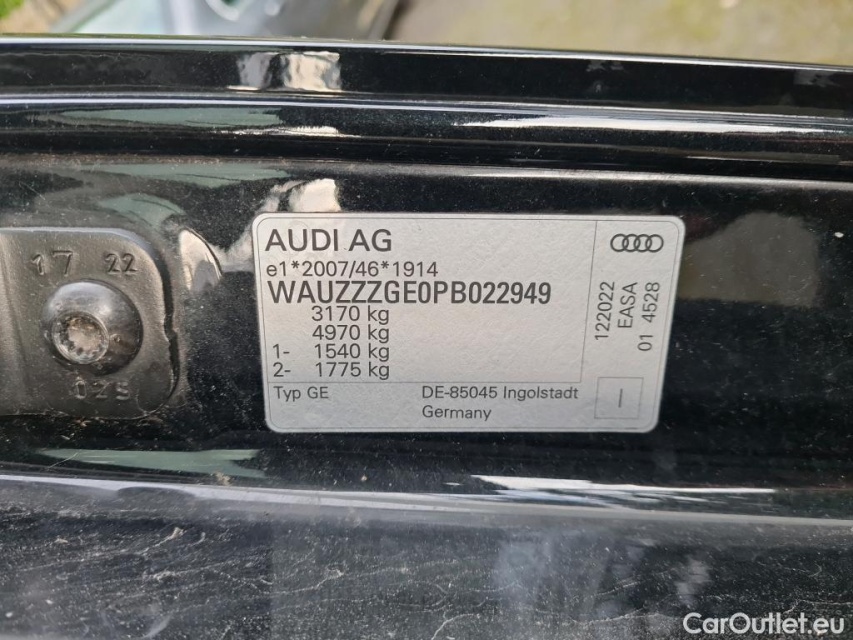 17 22
02S
AUDI AG
e1*2007/46*1914
WAUZZZGE0PB022949
3170 kg
4970 kg
1- 1540 kg
2- 1775 kg
Typ GE
DE-85045 Ingolstadt
Germany
122022
EASA
01 4528
I
CarOutlet.eu